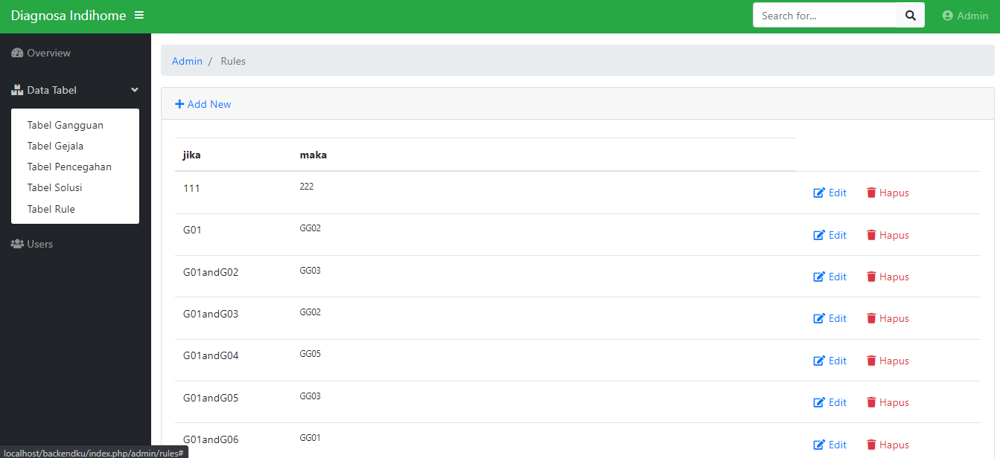 Diagnosa Indihome
Search for...
Admin
Overview
Data Tabel
Tabel Gangguan
Tabel Gejala
Tabel Pencegahan
Tabel Solusi
Tabel Rule
Users
Admin / Rules
Add New
jika maka
111 222 Edit Hapus
G01 GG02 Edit Hapus
G01andG02 GG03 Edit Hapus
G01andG03 GG02 Edit Hapus
G01andG04 GG05 Edit Hapus
G01andG05 GG03 Edit Hapus
G01andG06 GG01 Edit Hapus
localhost/backendku/index.php/admin/rules#